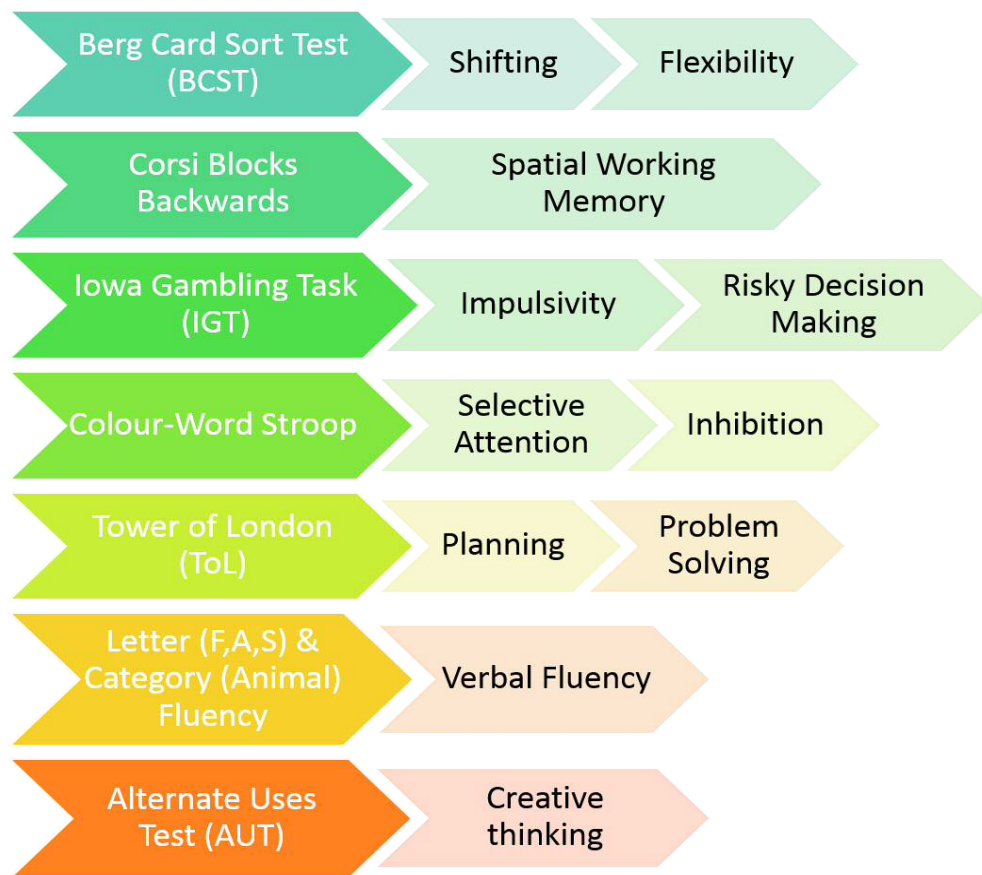 Berg Card Sort Test
(BCST)
Shifting
Flexibility
Corsi Blocks
Backwards
Spatial Working
Memory
Iowa Gambling Task
(IGT)
Impulsivity
Risky Decision
Making
Colour-Word Stroop
Selective
Attention
Inhibition
Tower of London
(ToL)
Planning
Problem
Solving
Letter (F,A,S) &
Category (Animal)
Fluency
Verbal Fluency
Alternate Uses
Test (AUT)
Creative
thinking